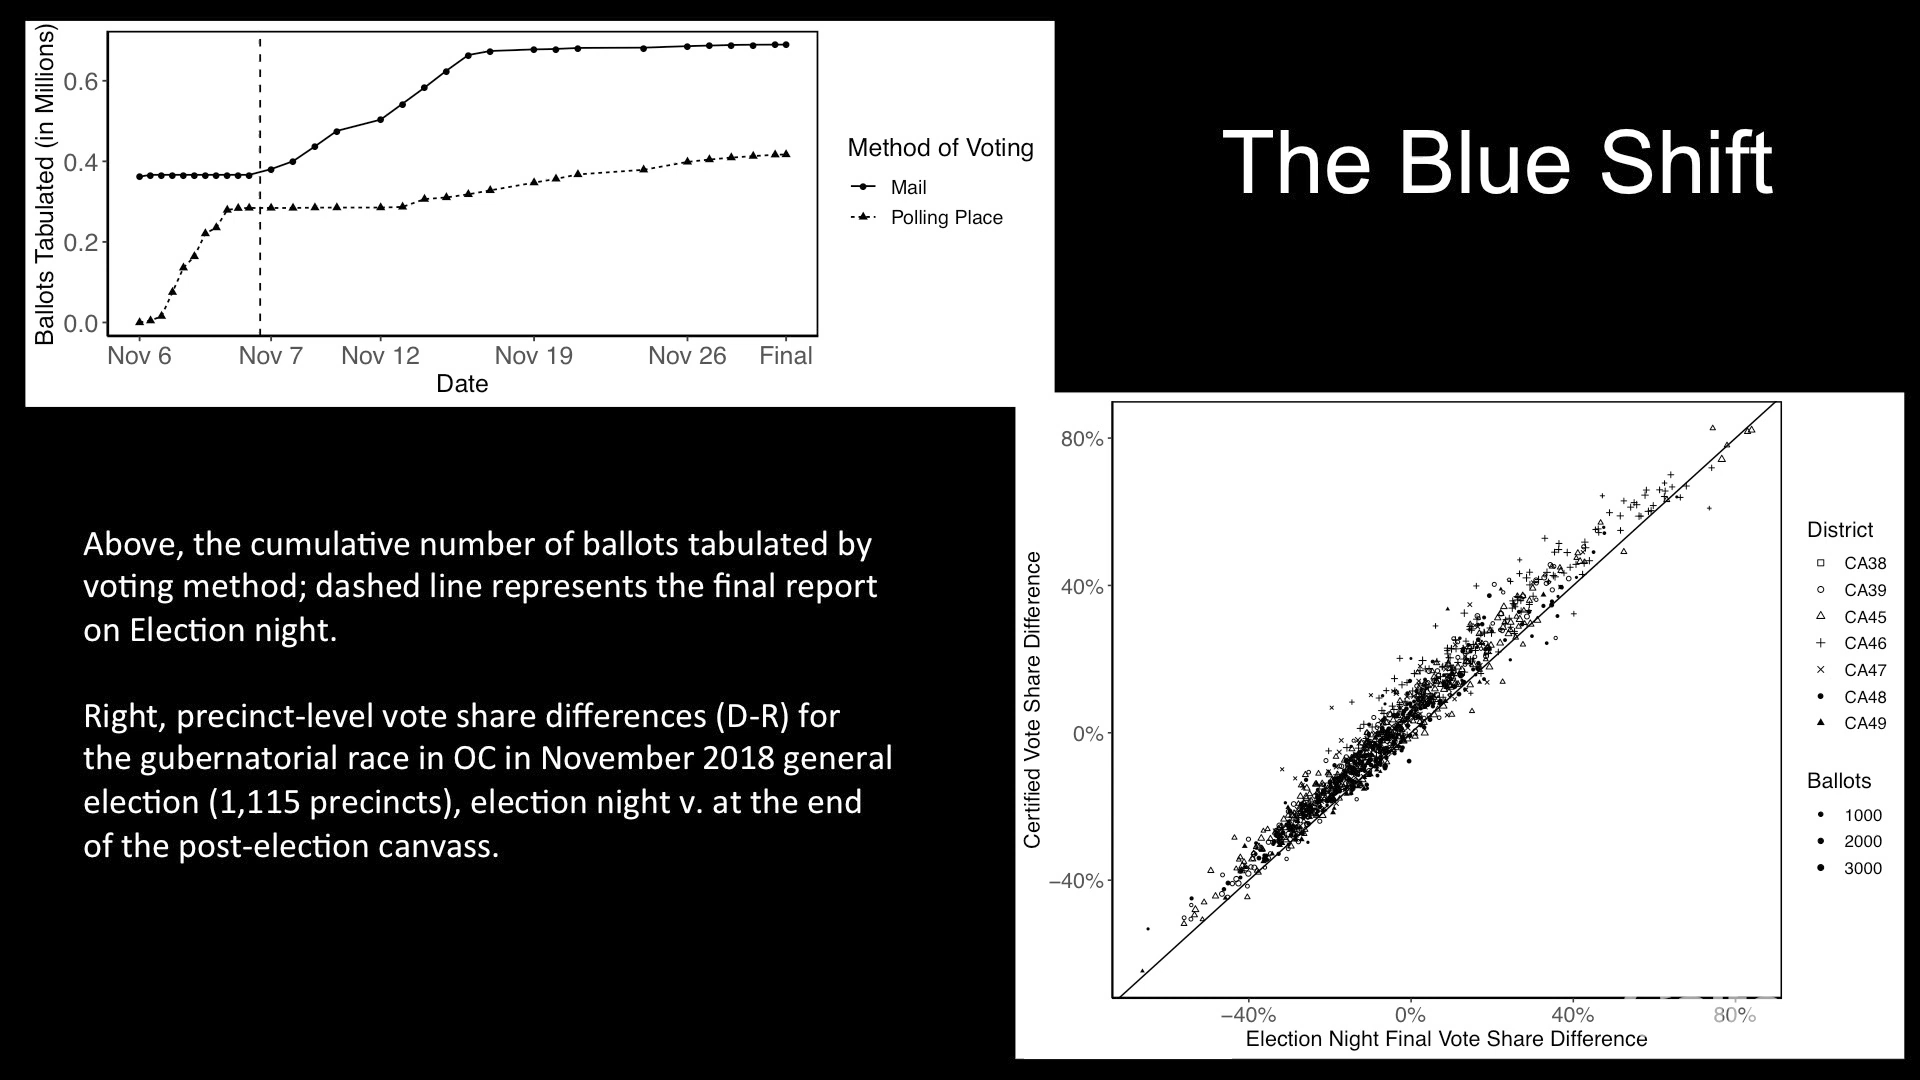 The Blue Shift
Ballots Tabulated (in Millions)
0.6
0.4
0.2
0.0
Nov 6
Nov 7
Nov 12
Nov 19
Nov 26
Final
Date
Method of Voting
Mail
Polling Place
Above, the cumulative number of ballots tabulated by
voting method; dashed line represents the final report
on Election night.
Right, precinct-level vote share differences (D-R) for
the gubernatorial race in OC in November 2018 general
election (1,115 precincts), election night v. at the end
of the post-election canvass.
Certified Vote Share Difference
80%
40%
0%
−40%
−40%
0%
40%
80%
Election Night Final Vote Share Difference
District
CA38
CA39
CA45
CA46
CA47
CA48
CA49
Ballots
1000
2000
3000